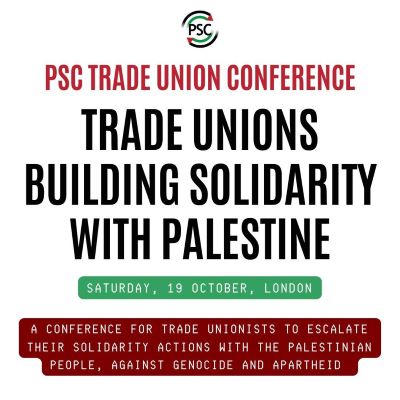 PSC
PSC TRADE UNION CONFERENCE
TRADE UNIONS
BUILDING SOLIDARITY
WITH PALESTINE
SATURDAY, 19 OCTOBER, LONDON
A CONFERENCE FOR TRADE UNIONISTS TO ESCALATE
THEIR SOLIDARITY ACTIONS WITH THE PALESTINIAN
PEOPLE, AGAINST GENOCIDE AND APARTHEID